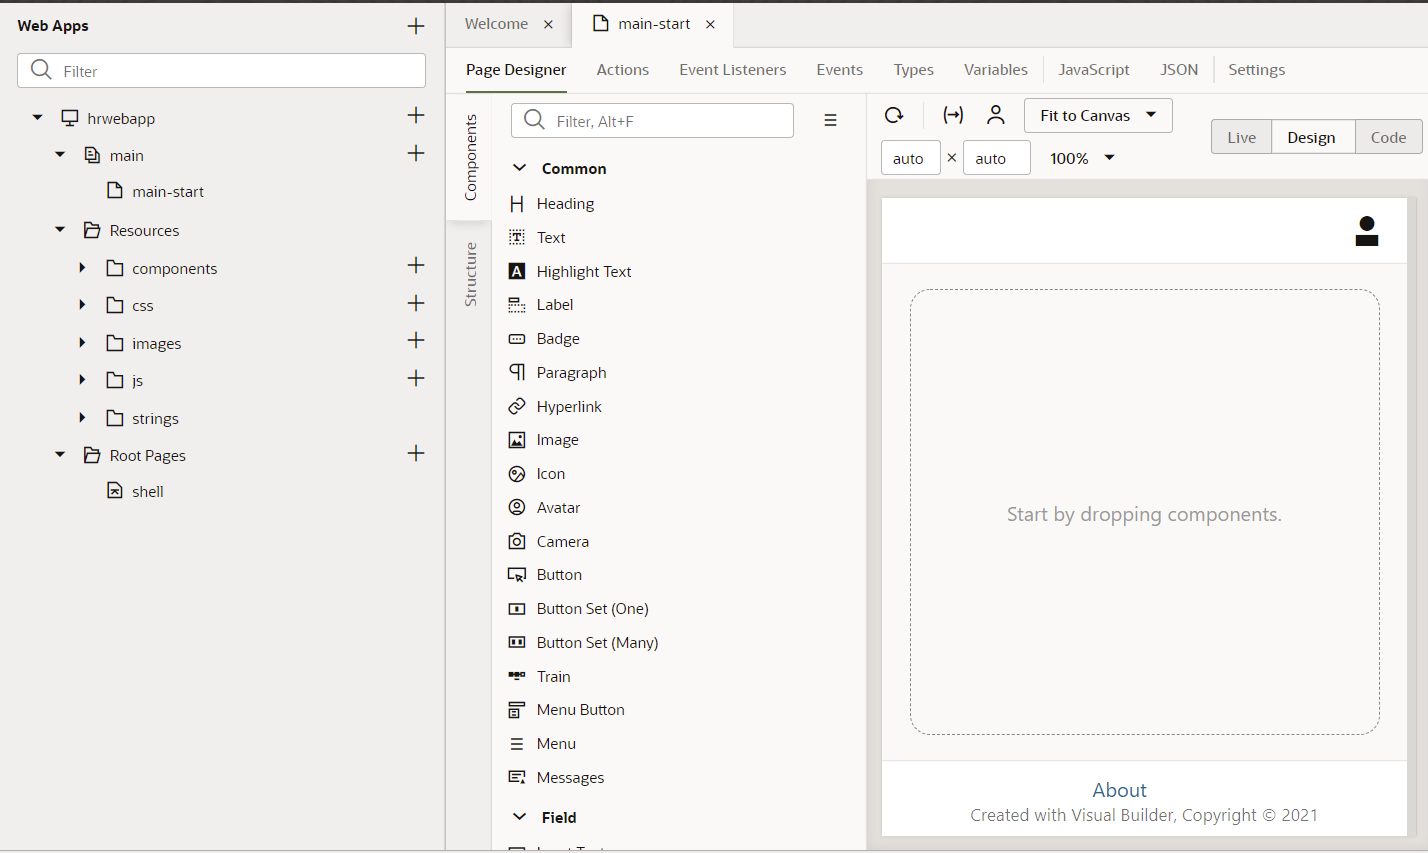 Web Apps
Filter
hrwebapp
main
main-start
Resources
components
css
images
js
strings
Root Pages
shell
Welcome
main-start
Page Designer
Actions
Event Listeners
Events
Types
Variables
JavaScript
JSON
Settings
Components
Structure
Filter, Alt+F
Common
Heading
Text
Highlight Text
Label
Badge
Paragraph
Hyperlink
Image
Icon
Avatar
Camera
Button
Button Set (One)
Button Set (Many)
Train
Menu Button
Menu
Messages
Field
Fit to Canvas
Live
Design
Code
auto × auto
100%
Start by dropping components.
About
Created with Visual Builder, Copyright © 2021